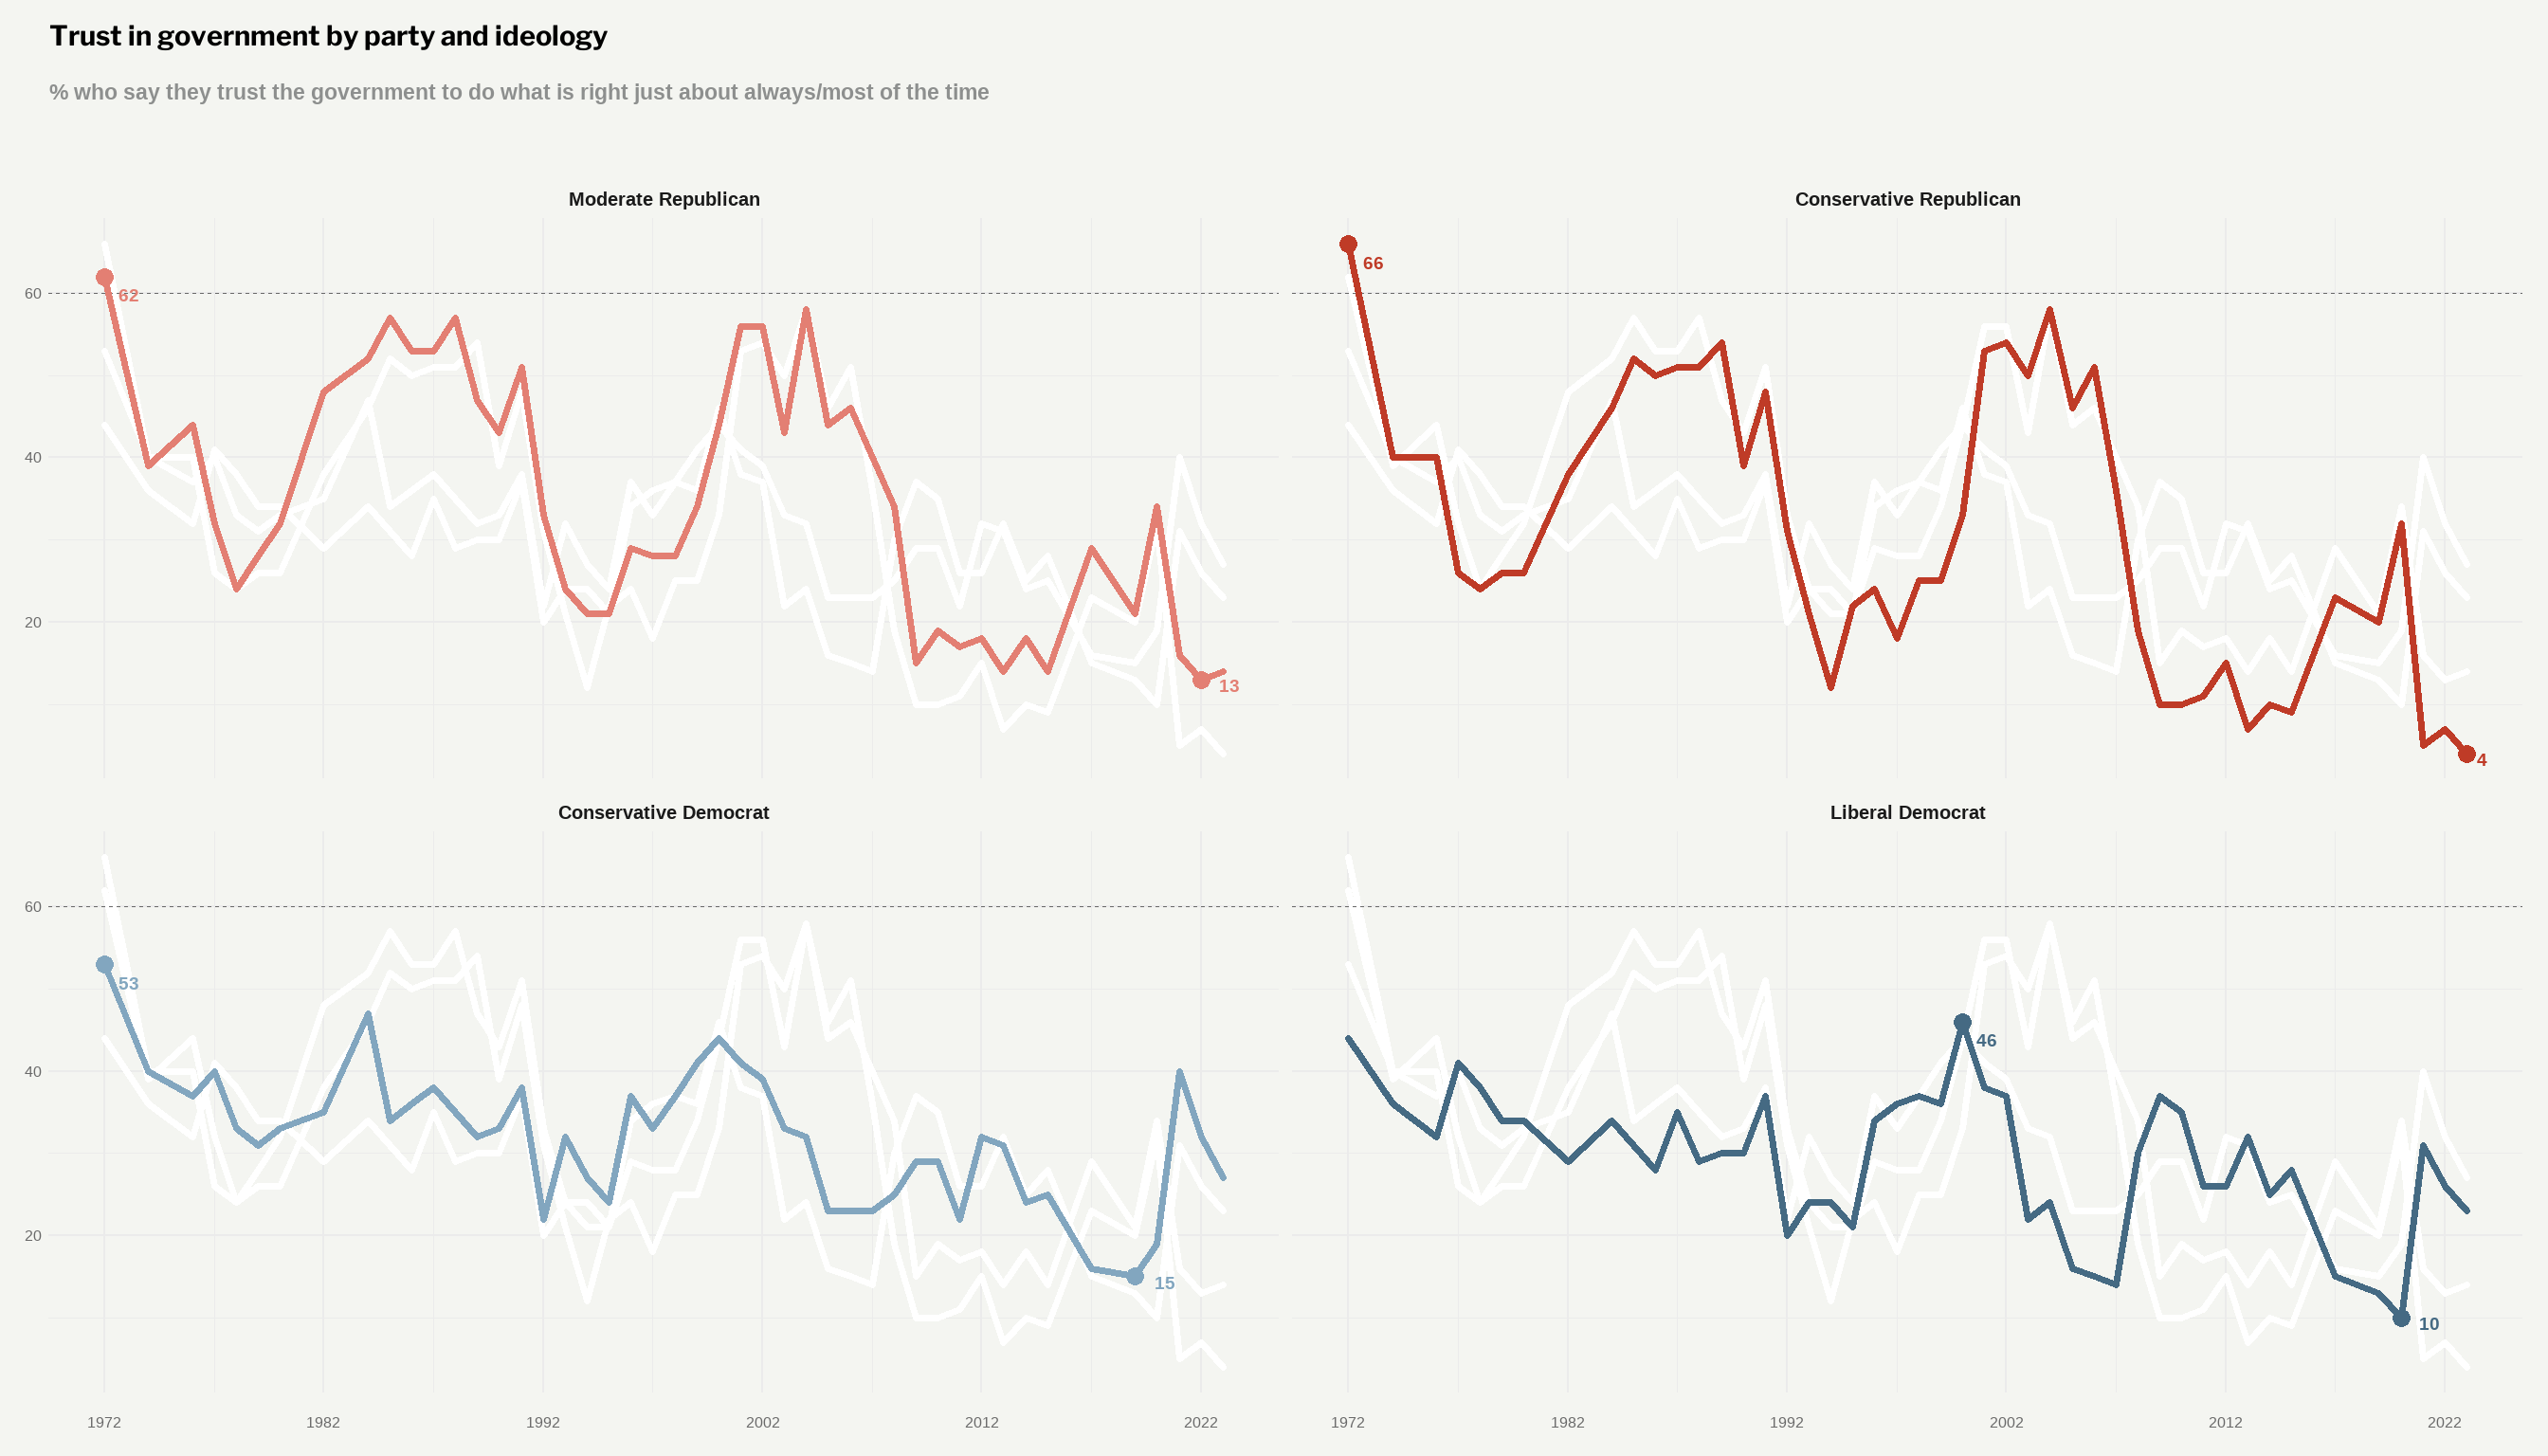 Trust in government by party and ideology
% who say they trust the government to do what is right just about always/most of the time
Moderate Republican
Conservative Republican
60
40
20
62
13
66
4
Conservative Democrat
Liberal Democrat
60
40
20
53
15
46
10
1972 1982 1992 2002 2012 2022
1972 1982 1992 2002 2012 2022